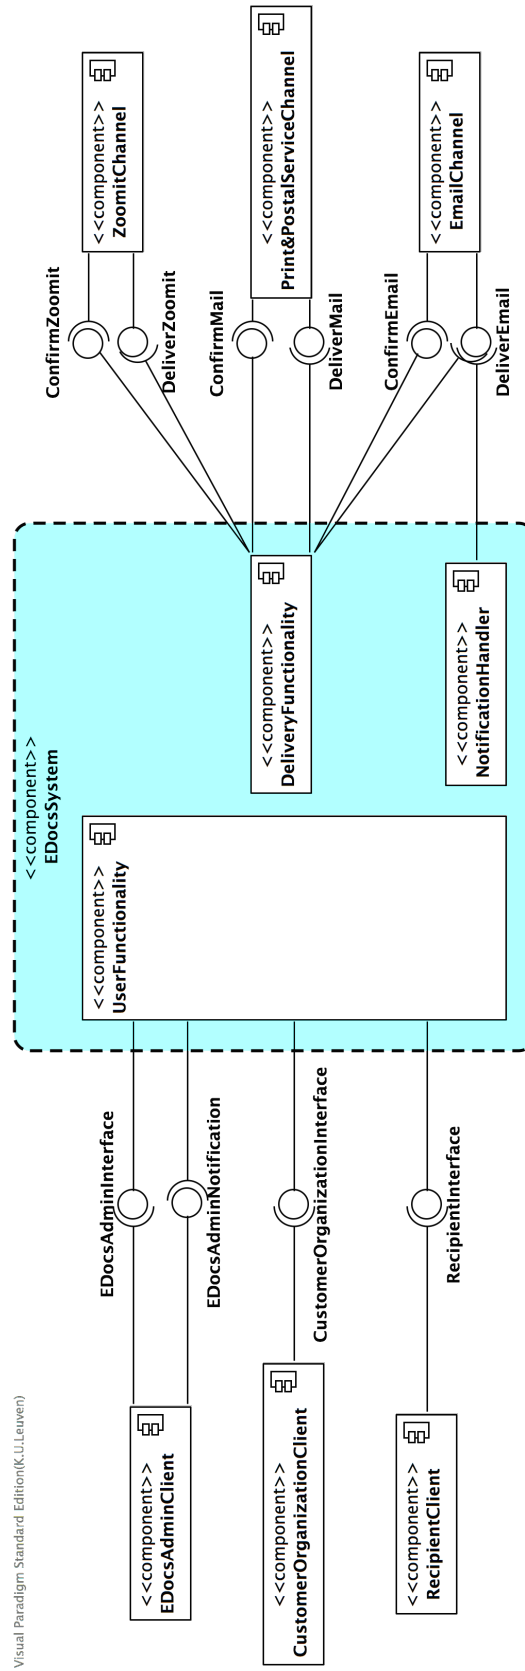 Visual Paradigm Standard Edition(K.U.Leuven)
<<component>>
EDocsAdminClient
<<component>>
CustomerOrganizationClient
<<component>>
RecipientClient
EDocsAdminInterface
EDocsAdminNotification
CustomerOrganizationInterface
RecipientInterface
<<component>>
EDocsSystem
<<component>>
UserFunctionality
<<component>>
DeliveryFunctionality
<<component>>
NotificationHandler
ConfirmZoomit
DeliverZoomit
ConfirmMail
DeliverMail
ConfirmEmail
DeliverEmail
<<component>>
ZoomitChannel
<<component>>
Print&PostalServiceChannel
<<component>>
EmailChannel